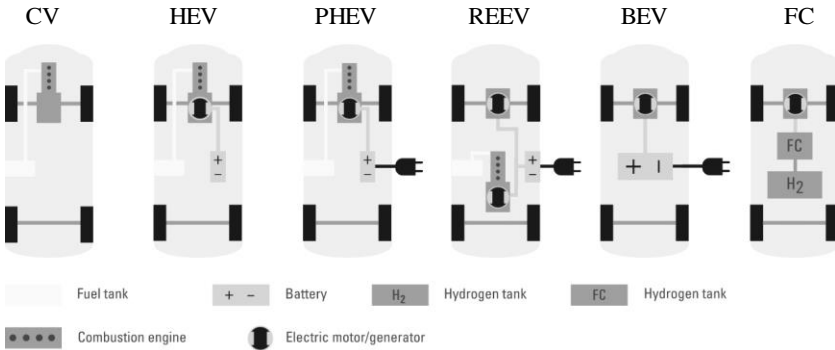 CV HEV PHEV REEV BEV FC
+ − + − + − + −
FC
H2
Fuel tank + − Battery H2 Hydrogen tank FC Hydrogen tank
Combustion engine Electric motor/generator